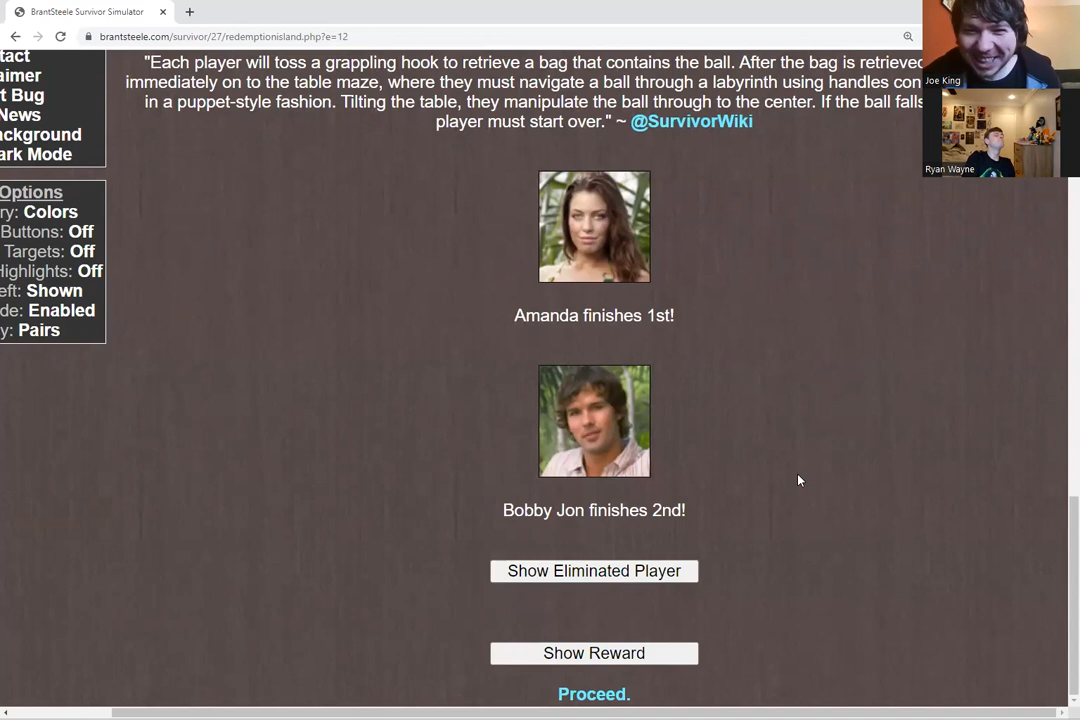 BrantSteele Survivor Simulator
brantsteele.com/survivor/27/redemptionisland.php?e=12
Joe King
Ryan Wayne
tact
aimer
t Bug
News
ackground
ark Mode
Options
ry: Colors
Buttons: Off
Targets: Off
Highlights: Off
eft: Shown
de: Enabled
y: Pairs
"Each player will toss a grappling hook to retrieve a bag that contains the ball. After the bag is retrieved
immediately on to the table maze, where they must navigate a ball through a labyrinth using handles con
in a puppet-style fashion. Tilting the table, they manipulate the ball through to the center. If the ball falls
player must start over." ~ @SurvivorWiki
Amanda finishes 1st!
Bobby Jon finishes 2nd!
Show Eliminated Player
Show Reward
Proceed.